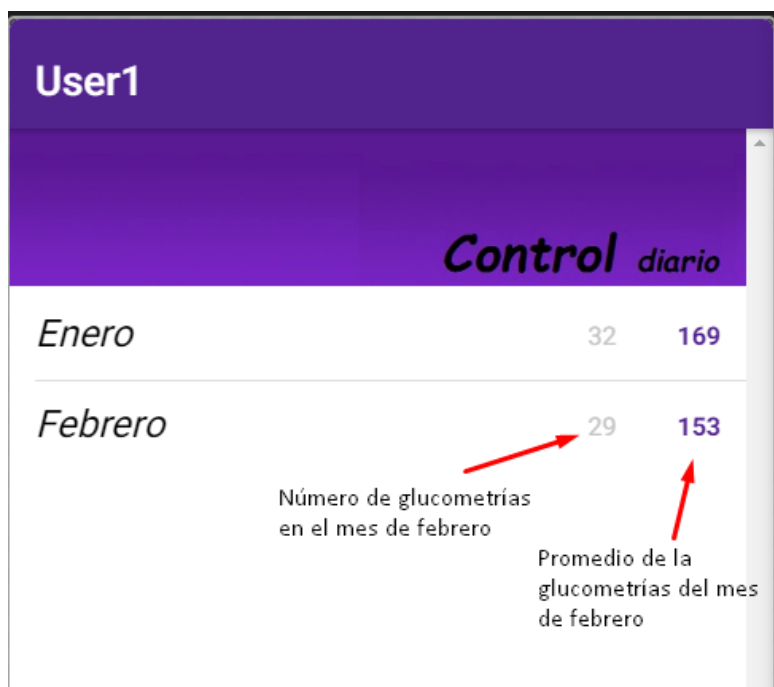 User1
Control diario
Enero 32 169
Febrero 29 153
Número de glucometrías
en el mes de febrero
Promedio de la
glucometrías del mes
de febrero